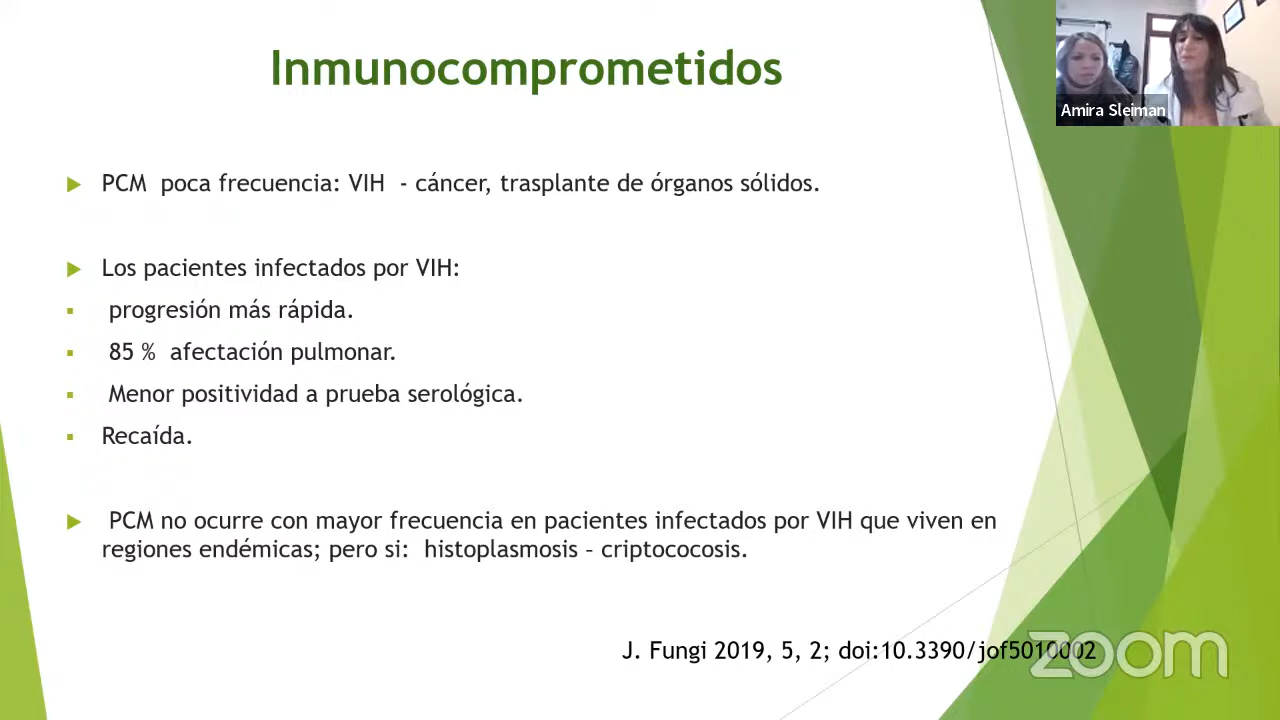 Inmunocomprometidos
Amira Sleiman
PCM poca frecuencia: VIH - cáncer, trasplante de órganos sólidos.
Los pacientes infectados por VIH:
progresión más rápida.
85 % afectación pulmonar.
Menor positividad a prueba serológica.
Recaída.
PCM no ocurre con mayor frecuencia en pacientes infectados por VIH que viven en
regiones endémicas; pero si: histoplasmosis – criptococosis.
J. Fungi 2019, 5, 2; doi:10.3390/jof5010002
zoom